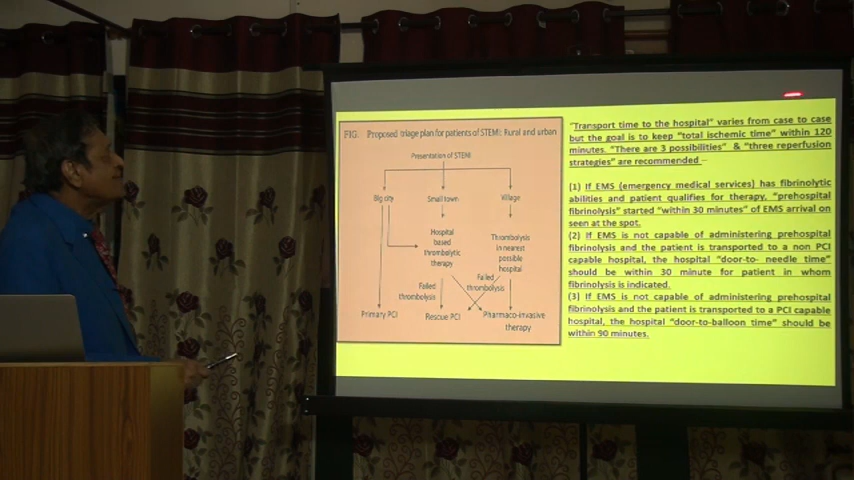 FIG: Proposed triage plan for patients of STEMI: Rural and urban
Presentation of STEMI
Big city
Small town
Village
Hospital
based
thrombolytic
therapy
Thrombolysis
in nearest
possible
hospital
Failed
thrombolysis
Failed
thrombolysis
Primary PCI
Rescue PCI
Pharmaco-invasive
therapy
"Transport time to the hospital" varies from case to case
but the goal is to keep "total ischemic time" within 120
minutes. "There are 3 possibilities" & "three reperfusion
strategies" are recommended –
(1) If EMS (emergency medical services) has fibrinolytic
abilities and patient qualifies for therapy, "prehospital
fibrinolysis" started "within 30 minutes" of EMS arrival on
seen at the spot.
(2) If EMS is not capable of administering prehospital
fibrinolysis and the patient is transported to a non PCI
capable hospital, the hospital "door-to- needle time"
should be within 30 minute for patient in whom
fibrinolysis is indicated.
(3) If EMS is not capable of administering prehospital
fibrinolysis and the patient is transported to a PCI capable
hospital, the hospital "door-to-balloon time" should be
within 90 minutes.